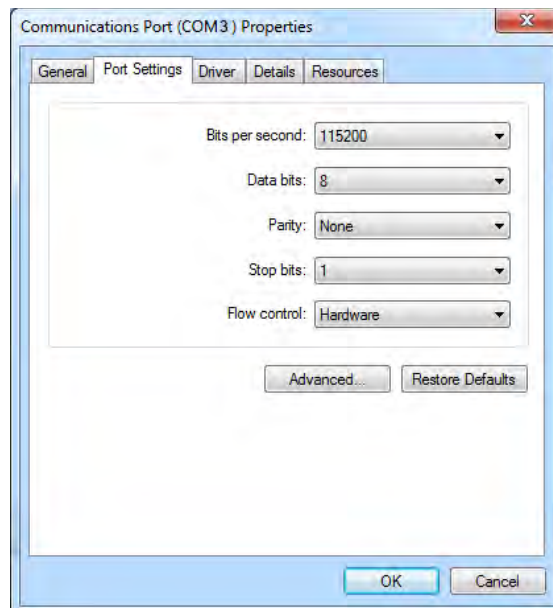 Communications Port (COM3 ) Properties
General Port Settings Driver Details Resources
Bits per second: 115200
Data bits: 8
Parity: None
Stop bits: 1
Flow control: Hardware
Advanced... Restore Defaults
OK Cancel